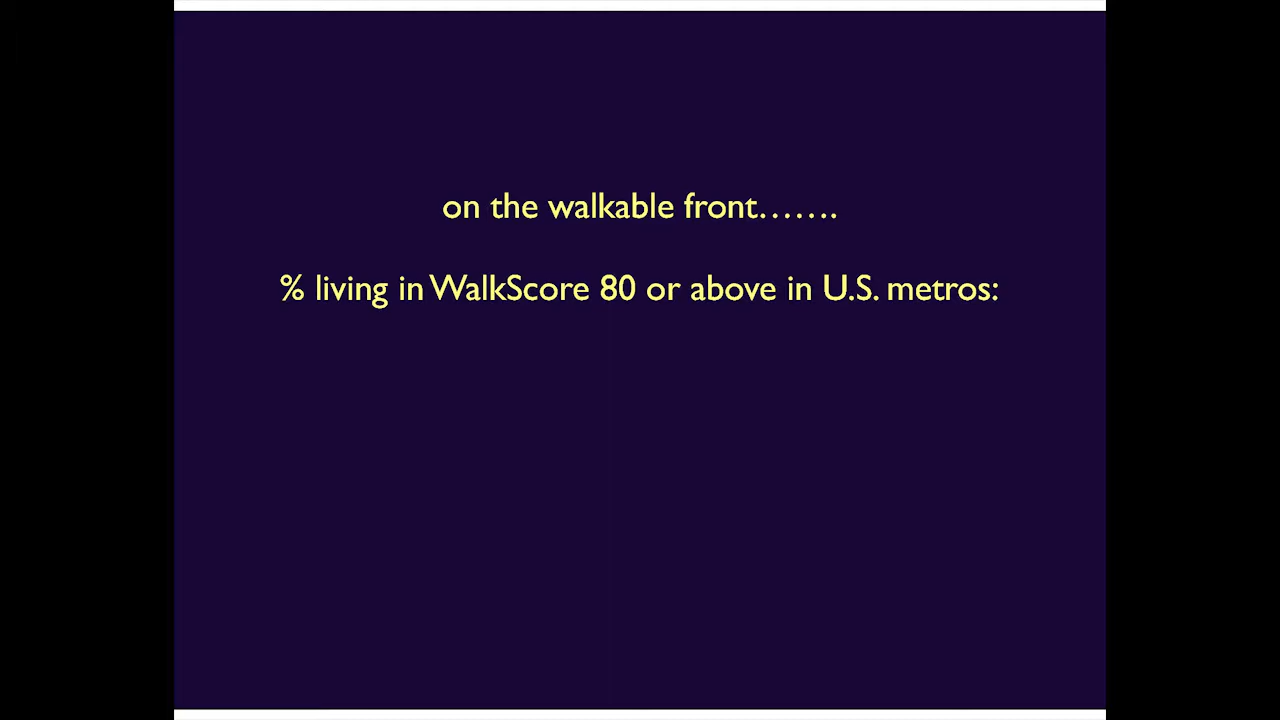 on the walkable front…….
% living in WalkScore 80 or above in U.S. metros: